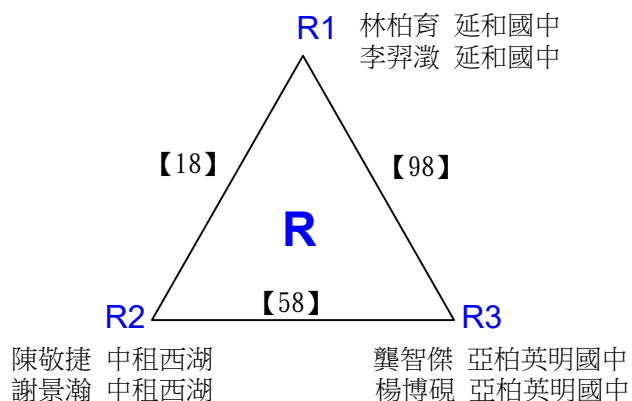 R1 林柏育 延和國中
李羿澂 延和國中
【18】 【98】
R
【58】
R2 R3
陳敬捷 中租西湖 龔智傑 亞柏英明國中
謝景瀚 中租西湖 楊博硯 亞柏英明國中